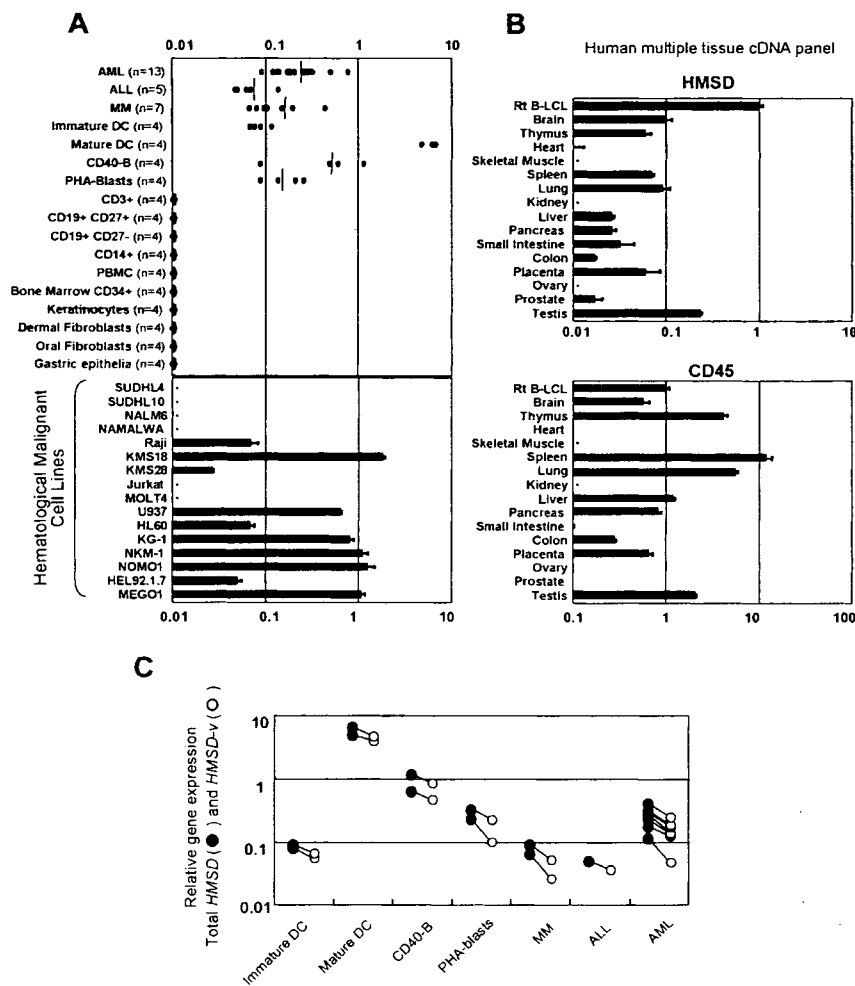 A
0.01 0.1 1 10
AML (n=13)
ALL (n=5)
MM (n=7)
Immature DC (n=4)
Mature DC (n=4)
CD40-B (n=4)
PHA-Blasts (n=4)
CD3+ (n=4)
CD19+ CD27+ (n=4)
CD19+ CD27- (n=4)
CD14+ (n=4)
PBMC (n=4)
Bone Marrow CD34+ (n=4)
Keratinocytes (n=4)
Dermal Fibroblasts (n=4)
Oral Fibroblasts (n=4)
Gastric epithelia (n=4)
Hematological Malignant
Cell Lines
SUDHL4
SUDHL10
NALM6
NAMALWA
Raji
KMS18
KMS28
Jurkat
MOLT4
U937
HL60
KG-1
NKM-1
NOMO1
HEL92.1.7
MEGO1
0.01 0.1 1 10
B
Human multiple tissue cDNA panel
HMSD
Rt B-LCL
Brain
Thymus
Heart
Skeletal Muscle
Spleen
Lung
Kidney
Liver
Pancreas
Small Intestine
Colon
Placenta
Ovary
Prostate
Testis
0.01 0.1 1 10
CD45
Rt B-LCL
Brain
Thymus
Heart
Skeletal Muscle
Spleen
Lung
Kidney
Liver
Pancreas
Small Intestine
Colon
Placenta
Ovary
Prostate
Testis
0.1 1 10 100
C
Relative gene expression
Total HMSD (●) and HMSD-v (○)
10
1
0.1
0.01
Immature DC
Mature DC
CD40-B
PHA-blasts
MM
ALL
AML